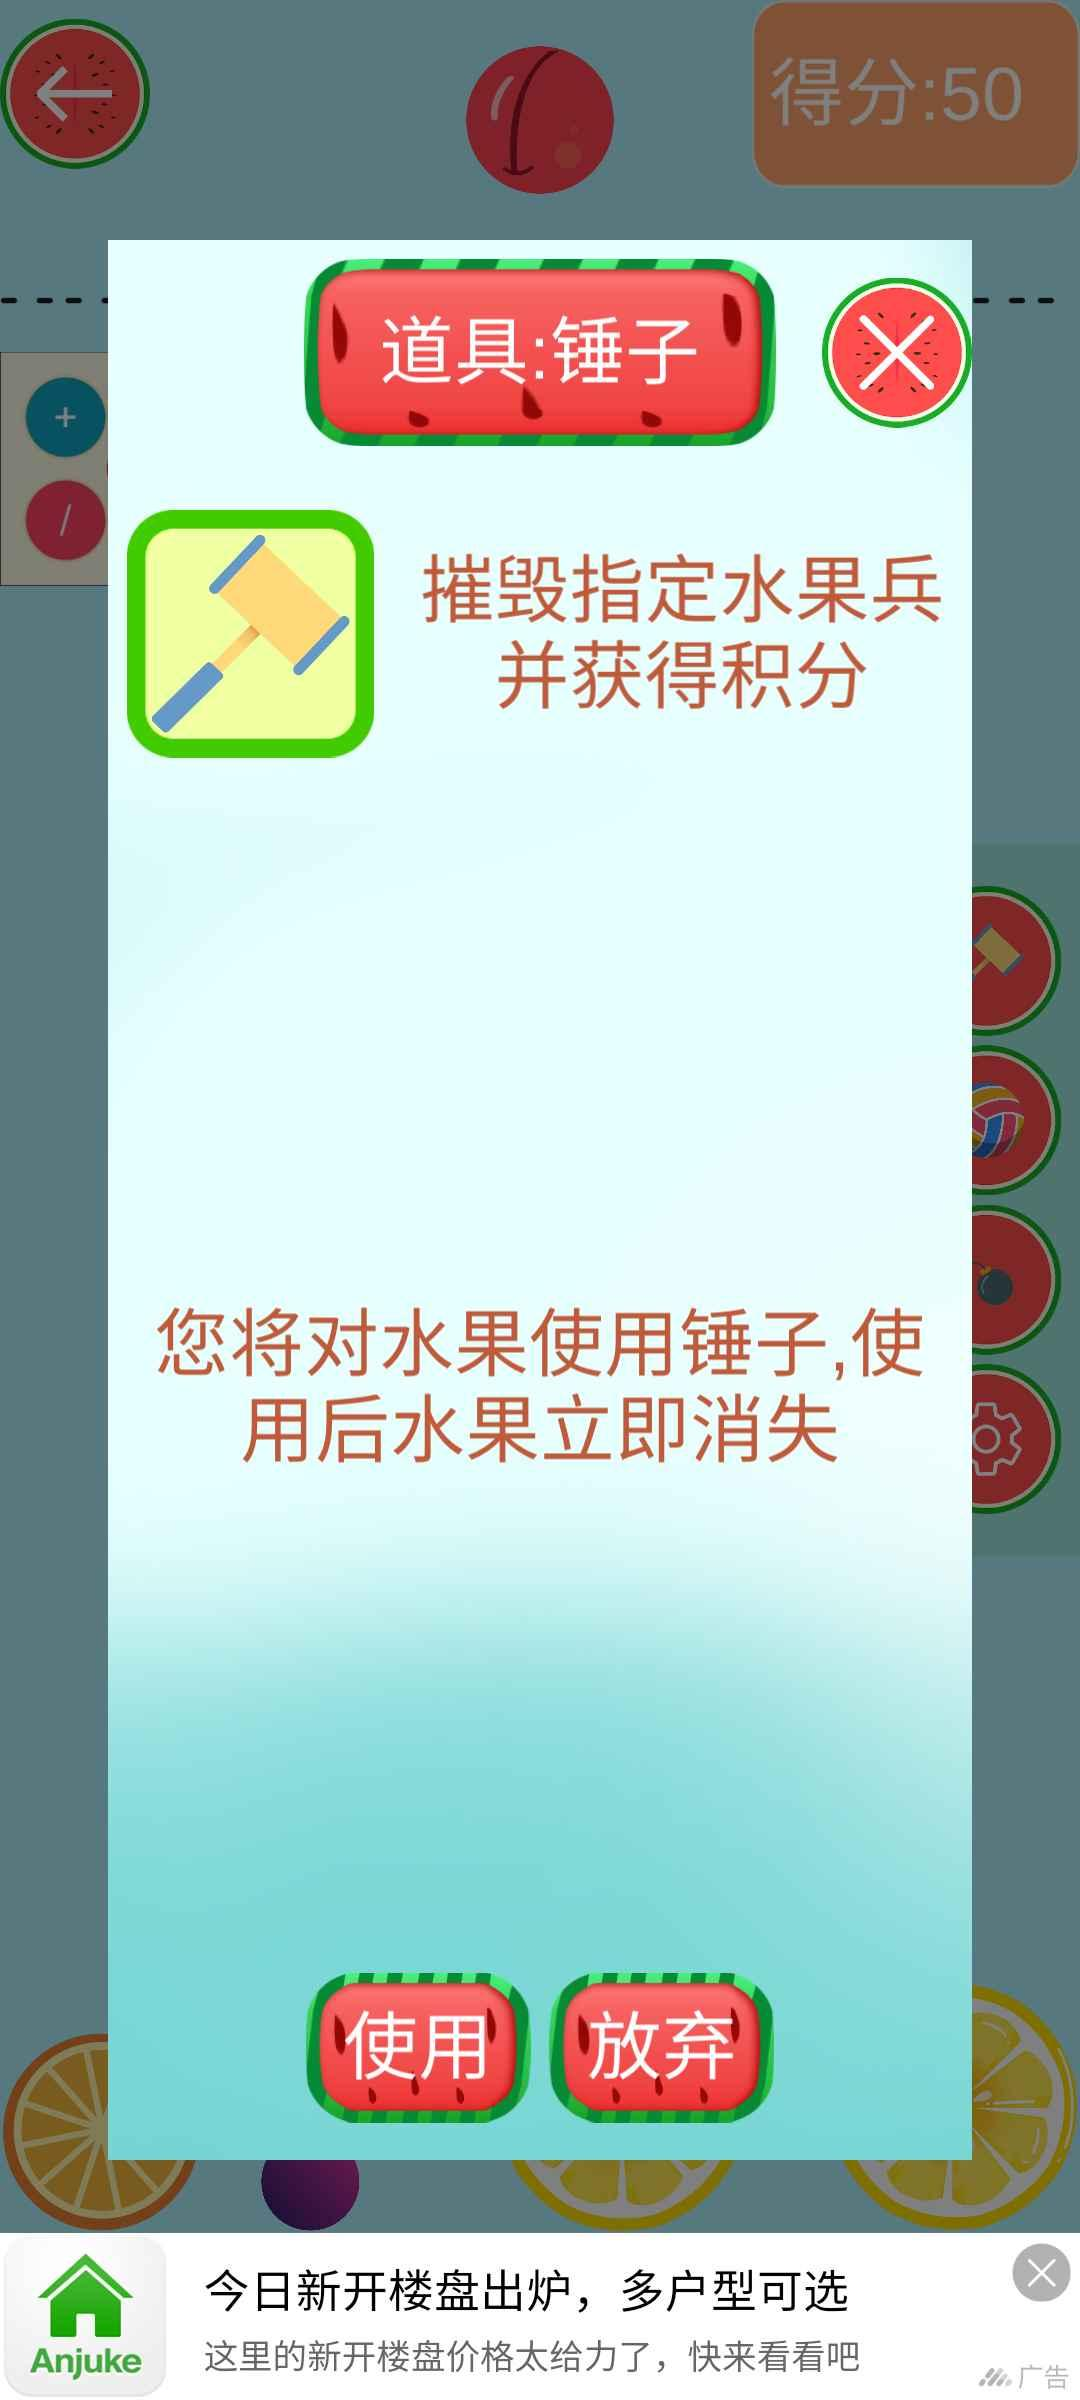 得分:50
道具:锤子
+
/
摧毁指定水果兵
并获得积分
您将对水果使用锤子,使
用后水果立即消失
使用
放弃
今日新开楼盘出炉，多户型可选
Anjuke
这里的新开楼盘价格太给力了，快来看看吧
广告